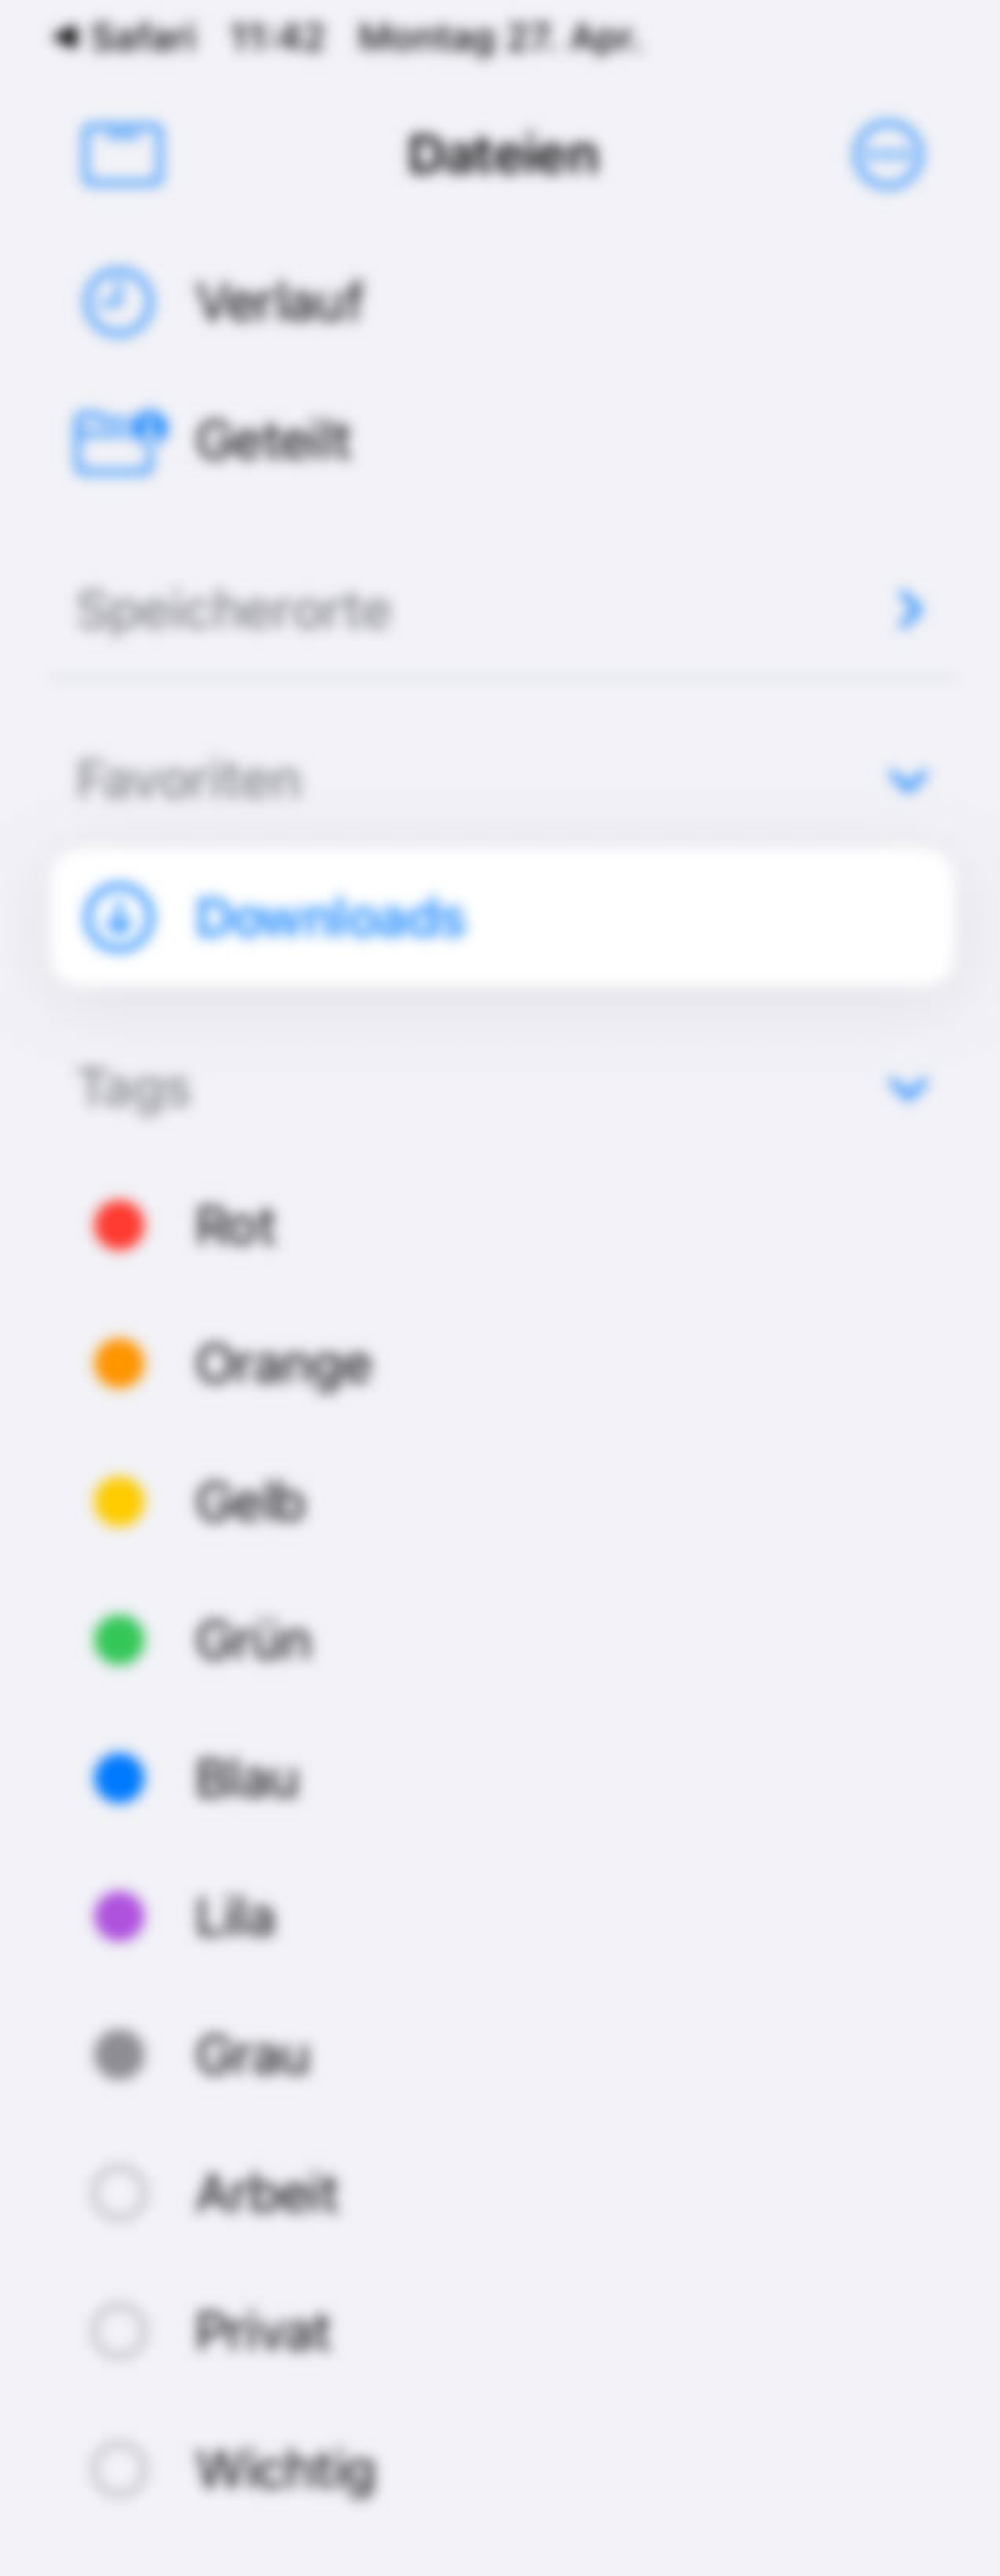 Safari 11:42 Montag 27. Apr.
Dateien
Verlauf
Geteilt
Speicherorte
Favoriten
Downloads
Tags
Rot
Orange
Gelb
Grün
Blau
Lila
Grau
Arbeit
Privat
Wichtig